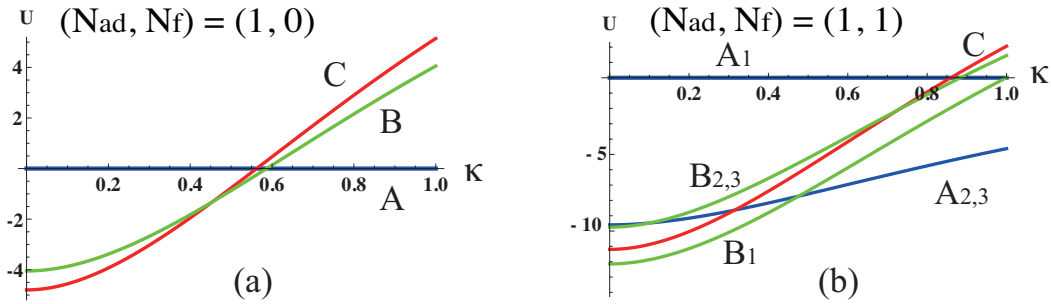 U (Nad, Nf) = (1, 0)
4
2
-2
-4
0.2 0.4 0.6 0.8 1.0 κ
C
B
A
(a)
U (Nad, Nf) = (1, 1)
A1
C
κ
0.2 0.4 0.6 0.8 1.0
-5
B2,3
A2,3
-10
B1
(b)